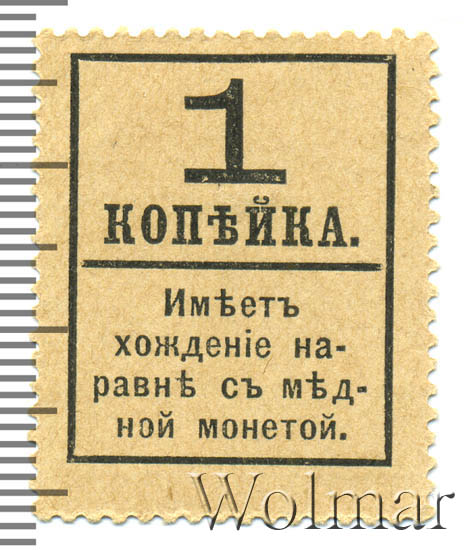 1
КОПѢЙКА.
Имѣетъ
хожденіе на-
равнѣ съ мѣд-
ной монетой.
Wolmar